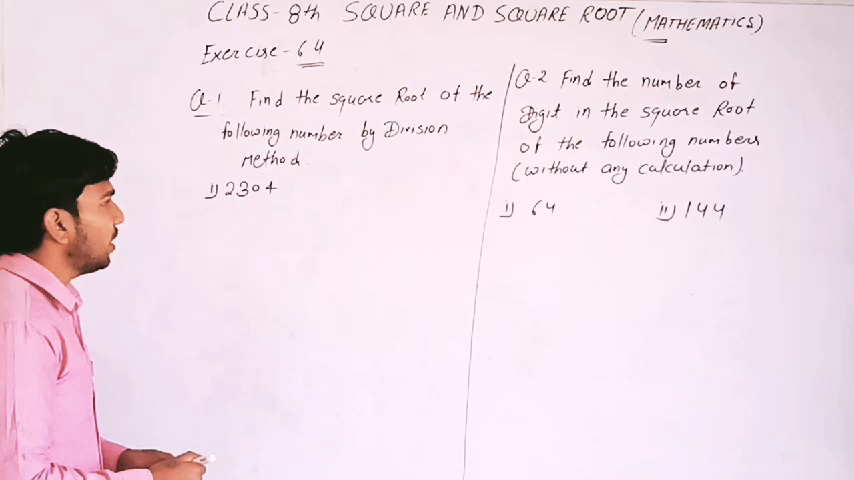 CLASS-8th SQUARE AND SQUARE ROOT (MATHEMATICS)
Exercise-64
Q.1 Find the square Root of the
following number by Division
Method
i) 2304
Q.2 Find the number of
Digit in the square Root
of the following numbers
(without any calculation)
i) 64 ii) 144